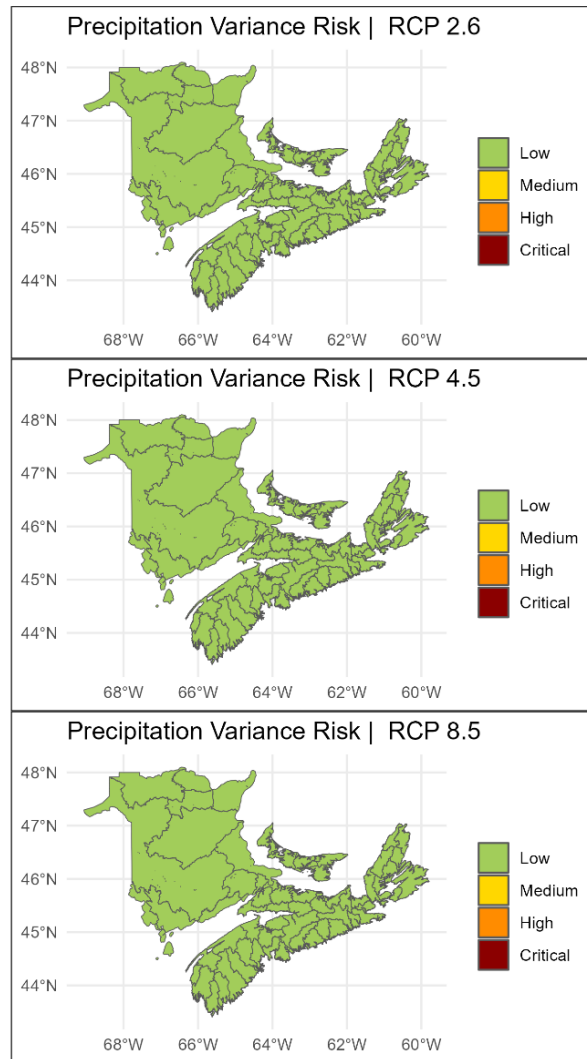 Precipitation Variance Risk |  RCP 2.6
48°N
47°N
46°N
45°N
44°N
68°W 66°W 64°W 62°W 60°W
Low
Medium
High
Critical
Precipitation Variance Risk |  RCP 4.5
48°N
47°N
46°N
45°N
44°N
68°W 66°W 64°W 62°W 60°W
Low
Medium
High
Critical
Precipitation Variance Risk |  RCP 8.5
48°N
47°N
46°N
45°N
44°N
68°W 66°W 64°W 62°W 60°W
Low
Medium
High
Critical